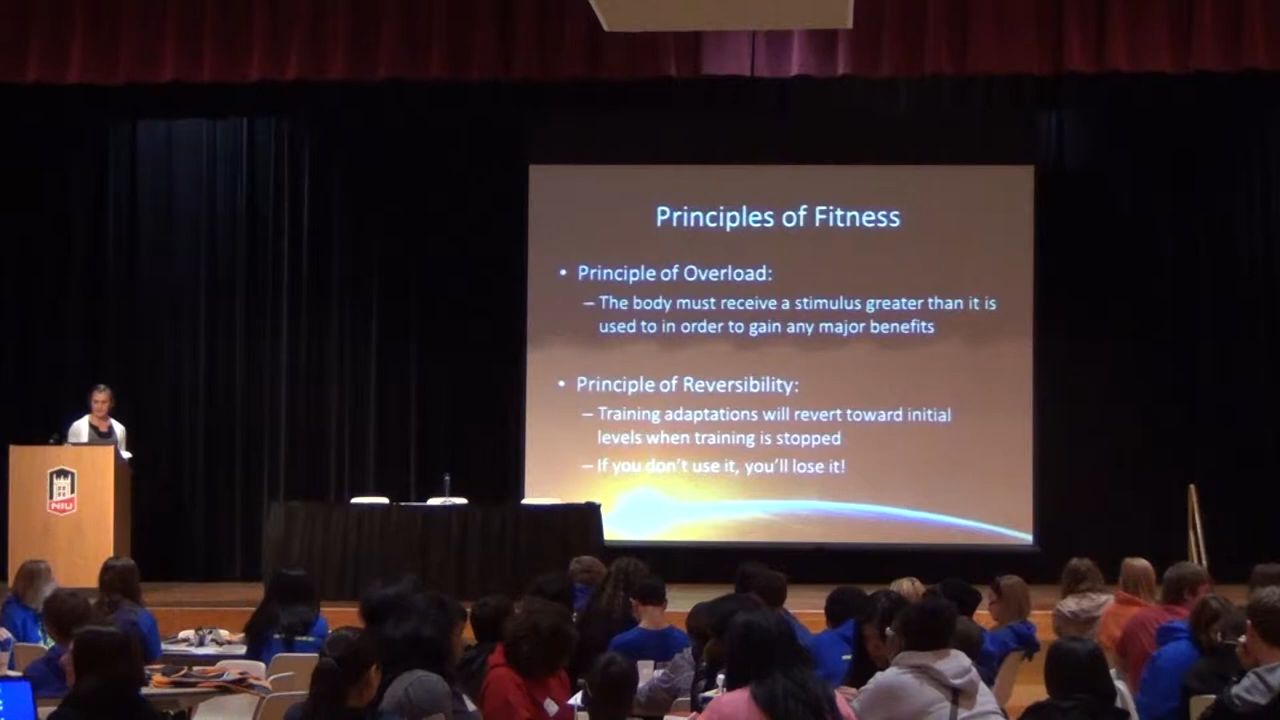 Principles of Fitness
• Principle of Overload:
– The body must receive a stimulus greater than it is
used to in order to gain any major benefits
• Principle of Reversibility:
– Training adaptations will revert toward initial
levels when training is stopped
– If you don't use it, you'll lose it!
NIU